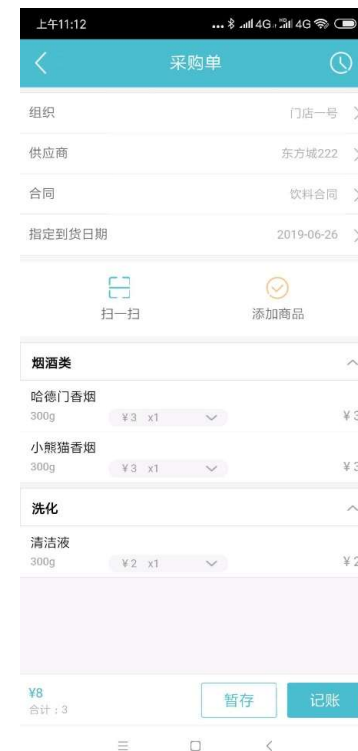 上午11:12
... 4G HD 4G
采购单
组织 门店一号
供应商 东方城222
合同 饮料合同
指定到货日期 2019-06-26
扫一扫 添加商品
烟酒类
哈德门香烟
300g ¥3 x1 ¥3
小熊猫香烟
300g ¥3 x1 ¥3
洗化
清洁液
300g ¥2 x1 ¥2
¥8
合计：3
暂存 记账